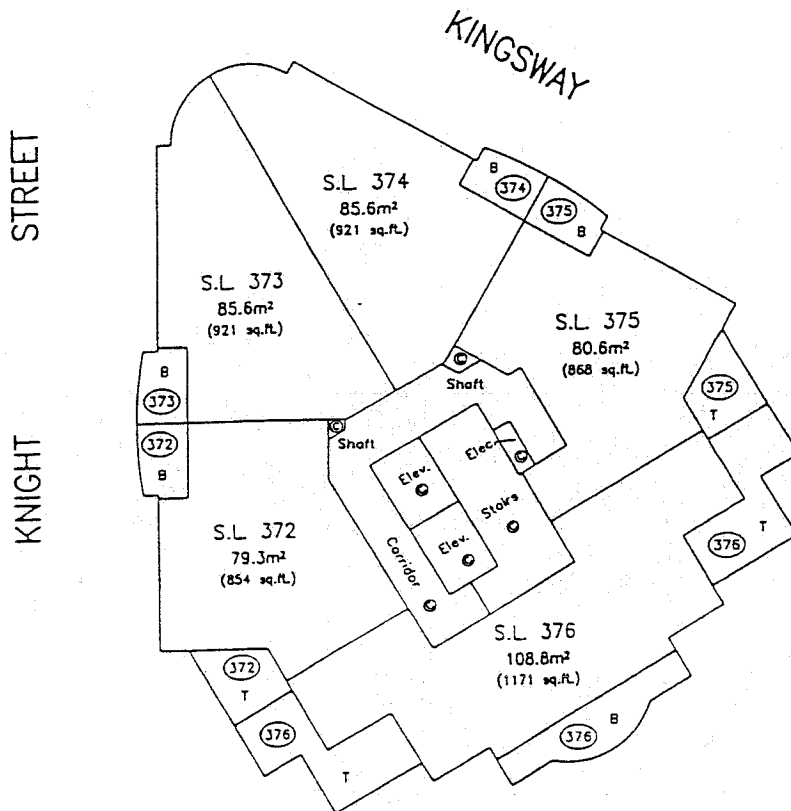 KINGSWAY
STREET
KNIGHT
S.L. 374
85.6m²
(921 sq.ft.)
B
374
375
B
S.L. 373
85.6m²
(921 sq.ft.)
S.L. 375
80.6m²
(868 sq.ft.)
B
373
372
B
C
Shaft
C
Shaft
375
T
Elec.
C
Elev.
C
Stairs
C
Elev.
C
Corridor
C
T
376
S.L. 372
79.3m²
(854 sq.ft.)
S.L. 376
108.8m²
(1171 sq.ft.)
372
T
376
T
B
376